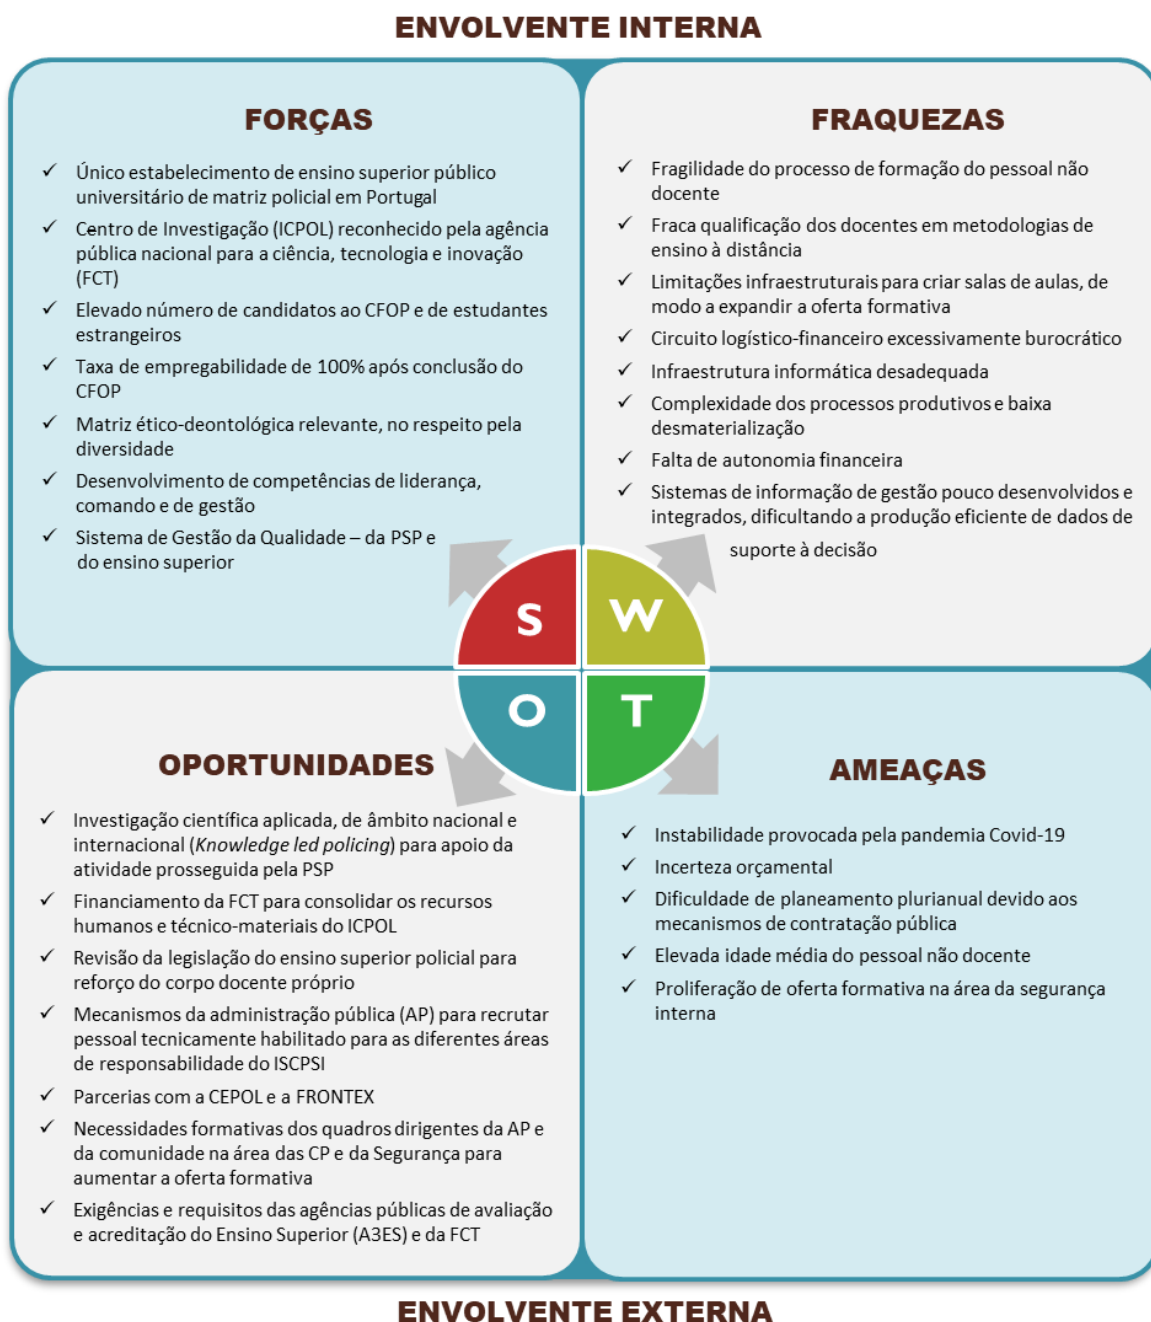 ENVOLVENTE INTERNA
FORÇAS
✓ Único estabelecimento de ensino superior público
universitário de matriz policial em Portugal
✓ Centro de Investigação (ICPOL) reconhecido pela agência
pública nacional para a ciência, tecnologia e inovação
(FCT)
✓ Elevado número de candidatos ao CFOP e de estudantes
estrangeiros
✓ Taxa de empregabilidade de 100% após conclusão do
CFOP
✓ Matriz ético-deontológica relevante, no respeito pela
diversidade
✓ Desenvolvimento de competências de liderança,
comando e de gestão
✓ Sistema de Gestão da Qualidade – da PSP e
do ensino superior
FRAQUEZAS
✓ Fragilidade do processo de formação do pessoal não
docente
✓ Fraca qualificação dos docentes em metodologias de
ensino à distância
✓ Limitações infraestruturais para criar salas de aulas, de
modo a expandir a oferta formativa
✓ Circuito logístico-financeiro excessivamente burocrático
✓ Infraestrutura informática desadequada
✓ Complexidade dos processos produtivos e baixa
desmaterialização
✓ Falta de autonomia financeira
✓ Sistemas de informação de gestão pouco desenvolvidos e
integrados, dificultando a produção eficiente de dados de
suporte à decisão
S
W
O
T
OPORTUNIDADES
✓ Investigação científica aplicada, de âmbito nacional e
internacional (Knowledge led policing) para apoio da
atividade prosseguida pela PSP
✓ Financiamento da FCT para consolidar os recursos
humanos e técnico-materiais do ICPOL
✓ Revisão da legislação do ensino superior policial para
reforço do corpo docente próprio
✓ Mecanismos da administração pública (AP) para recrutar
pessoal tecnicamente habilitado para as diferentes áreas
de responsabilidade do ISCPSI
✓ Parcerias com a CEPOL e a FRONTEX
✓ Necessidades formativas dos quadros dirigentes da AP e
da comunidade na área das CP e da Segurança para
aumentar a oferta formativa
✓ Exigências e requisitos das agências públicas de avaliação
e acreditação do Ensino Superior (A3ES) e da FCT
AMEAÇAS
✓ Instabilidade provocada pela pandemia Covid-19
✓ Incerteza orçamental
✓ Dificuldade de planeamento plurianual devido aos
mecanismos de contratação pública
✓ Elevada idade média do pessoal não docente
✓ Proliferação de oferta formativa na área da segurança
interna
ENVOLVENTE EXTERNA